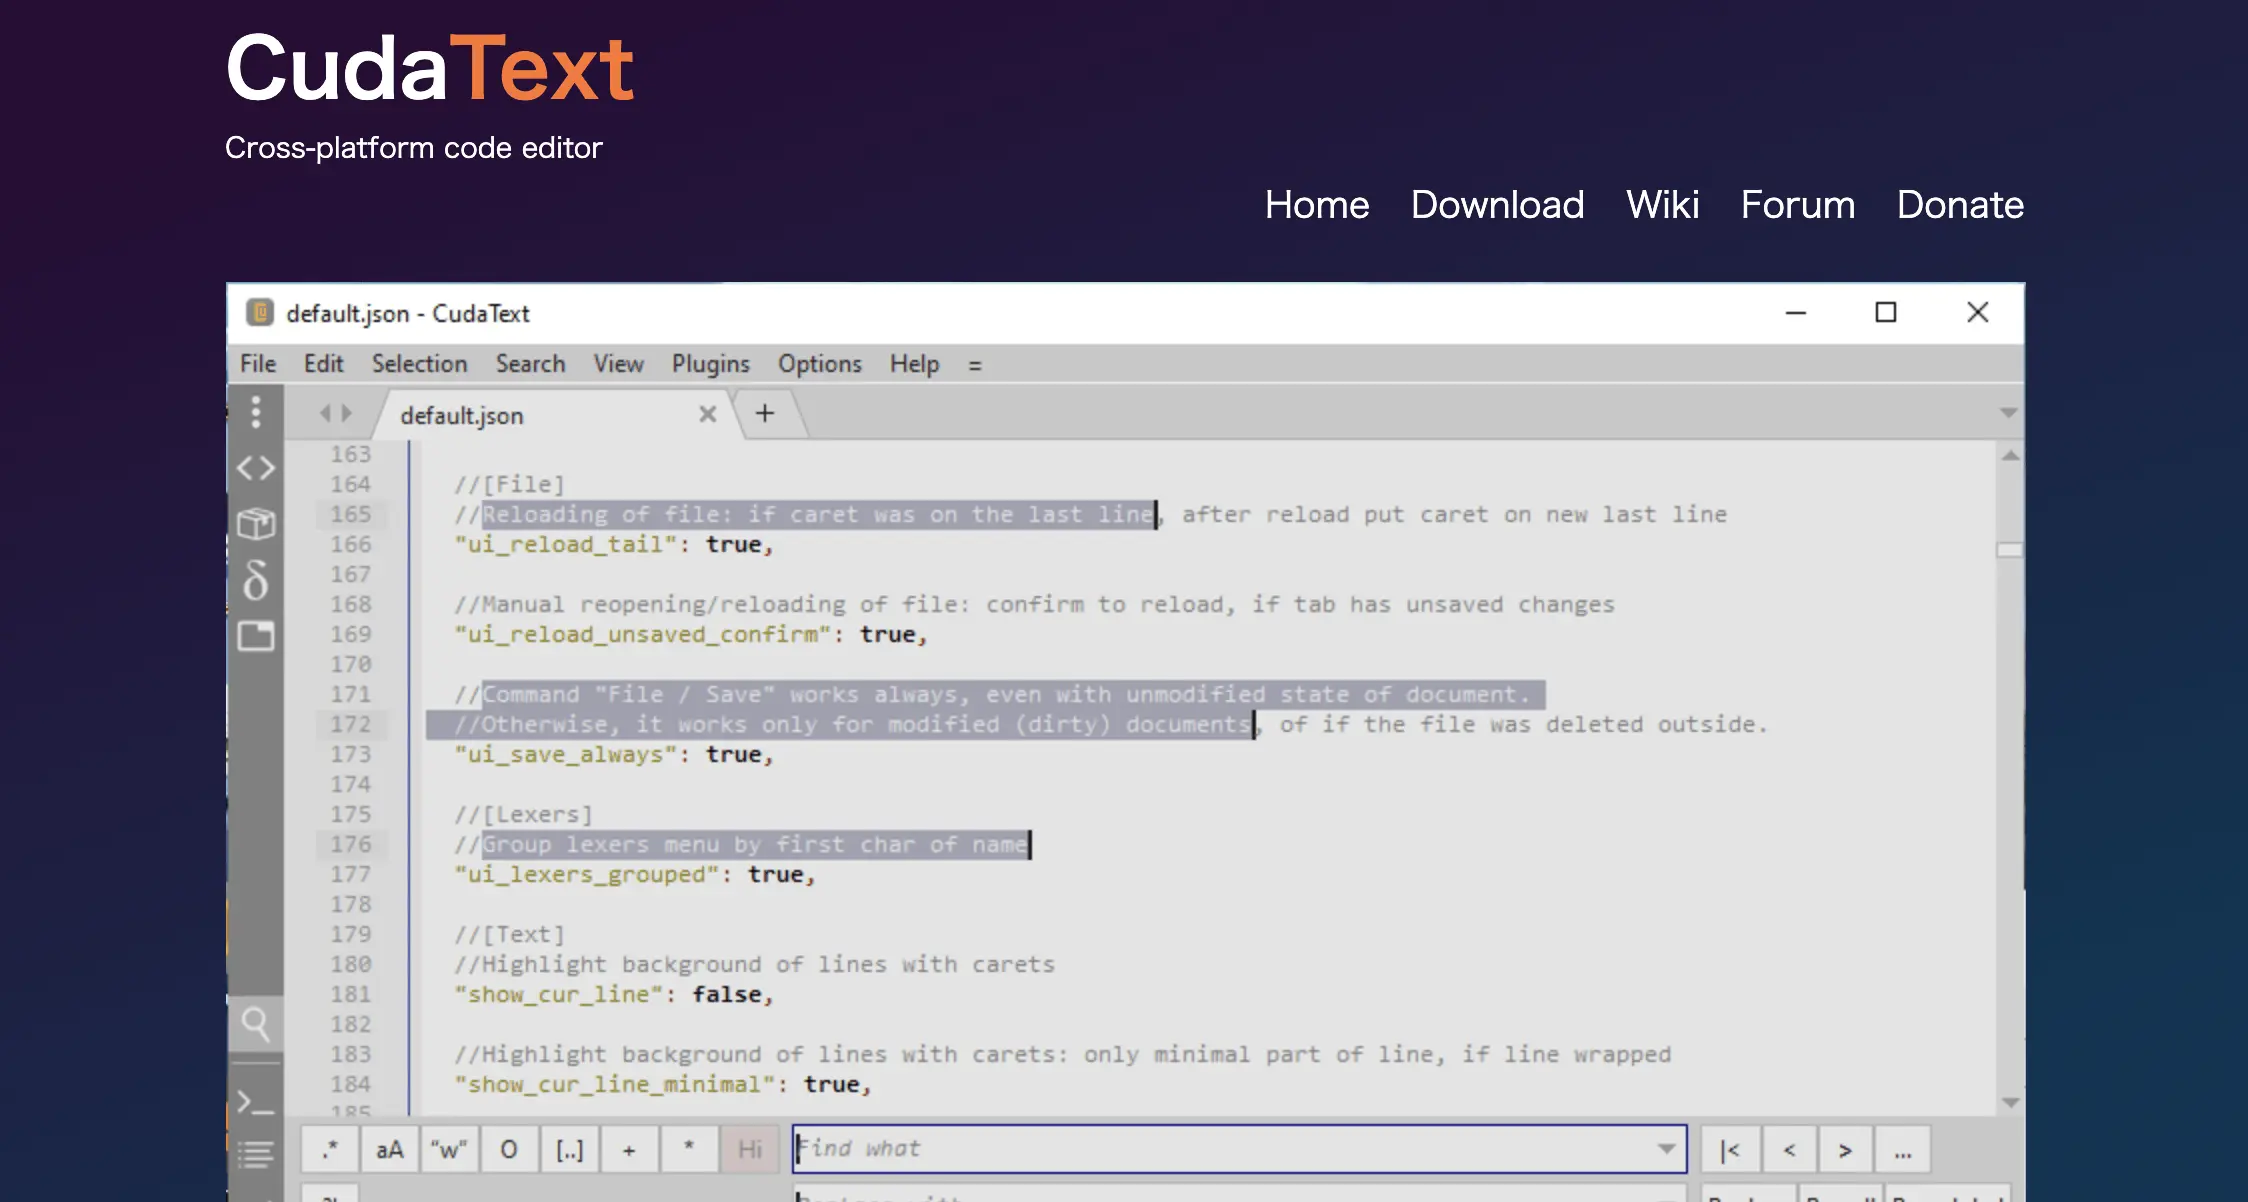 CudaText
Cross-platform code editor
Home Download Wiki Forum Donate
default.json - CudaText
File Edit Selection Search View Plugins Options Help =
default.json
163
164 //[File]
165 //Reloading of file: if caret was on the last line, after reload put caret on new last line
166 "ui_reload_tail": true,
167
168 //Manual reopening/reloading of file: confirm to reload, if tab has unsaved changes
169 "ui_reload_unsaved_confirm": true,
170
171 //Command "File / Save" works always, even with unmodified state of document.
172 //Otherwise, it works only for modified (dirty) documents, of if the file was deleted outside.
173 "ui_save_always": true,
174
175 //[Lexers]
176 //Group lexers menu by first char of name
177 "ui_lexers_grouped": true,
178
179 //[Text]
180 //Highlight background of lines with carets
181 "show_cur_line": false,
182
183 //Highlight background of lines with carets: only minimal part of line, if line wrapped
184 "show_cur_line_minimal": true,
185
.* aA "w" O [..] + * Hi Find what |< < > ...